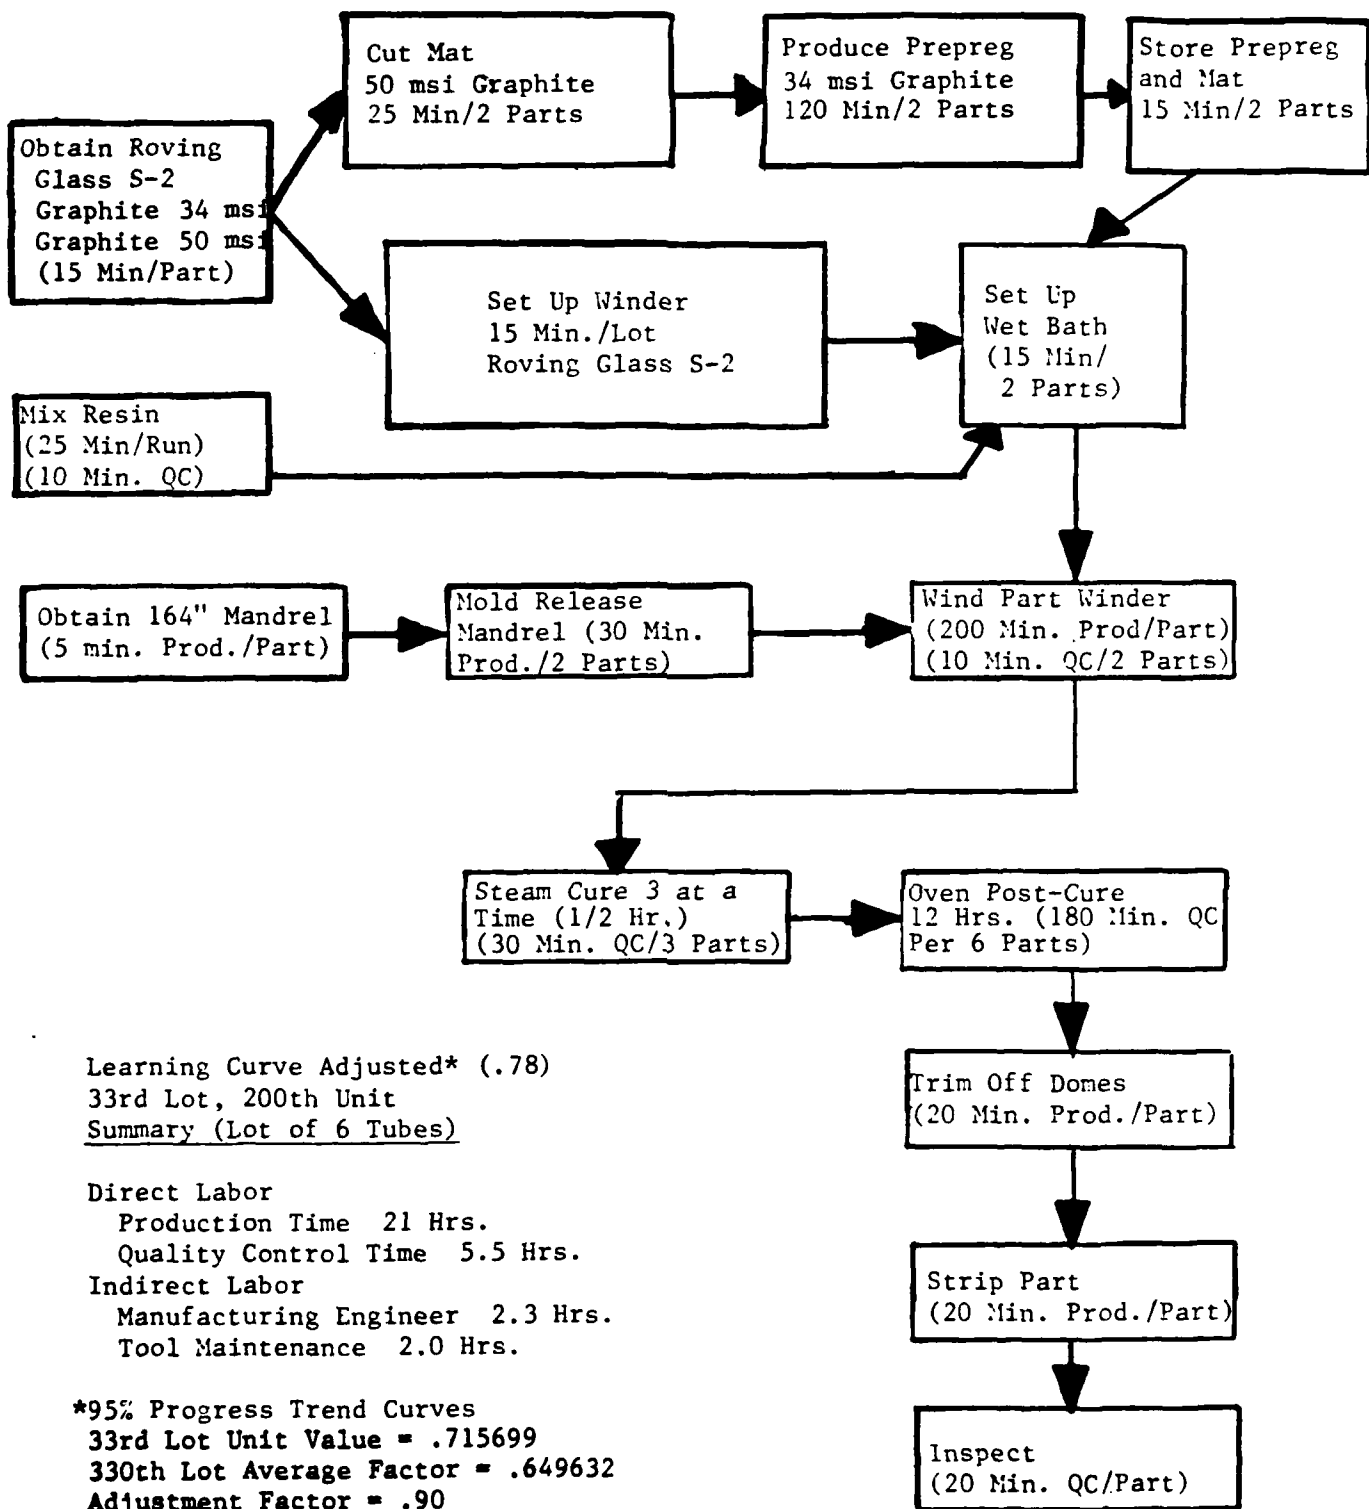 Cut Mat
50 msi Graphite
25 Min/2 Parts
Produce Prepreg
34 msi Graphite
120 Min/2 Parts
Store Prepreg
and Mat
15 Min/2 Parts
Obtain Roving
Glass S-2
Graphite 34 msi
Graphite 50 msi
(15 Min/Part)
Set Up Winder
15 Min./Lot
Roving Glass S-2
Set Up
Wet Bath
(15 Min/
2 Parts)
Mix Resin
(25 Min/Run)
(10 Min. QC)
Obtain 164" Mandrel
(5 min. Prod./Part)
Mold Release
Mandrel (30 Min.
Prod./2 Parts)
Wind Part Winder
(200 Min. Prod/Part)
(10 Min. QC/2 Parts)
Steam Cure 3 at a
Time (1/2 Hr.)
(30 Min. QC/3 Parts)
Oven Post-Cure
12 Hrs. (180 Min. QC
Per 6 Parts)
Trim Off Domes
(20 Min. Prod./Part)
Strip Part
(20 Min. Prod./Part)
Inspect
(20 Min. QC/Part)
Learning Curve Adjusted* (.78)
33rd Lot, 200th Unit
Summary (Lot of 6 Tubes)
Direct Labor
Production Time 21 Hrs.
Quality Control Time 5.5 Hrs.
Indirect Labor
Manufacturing Engineer 2.3 Hrs.
Tool Maintenance 2.0 Hrs.
*95% Progress Trend Curves
33rd Lot Unit Value = .715699
330th Lot Average Factor = .649632
Adjustment Factor = .90